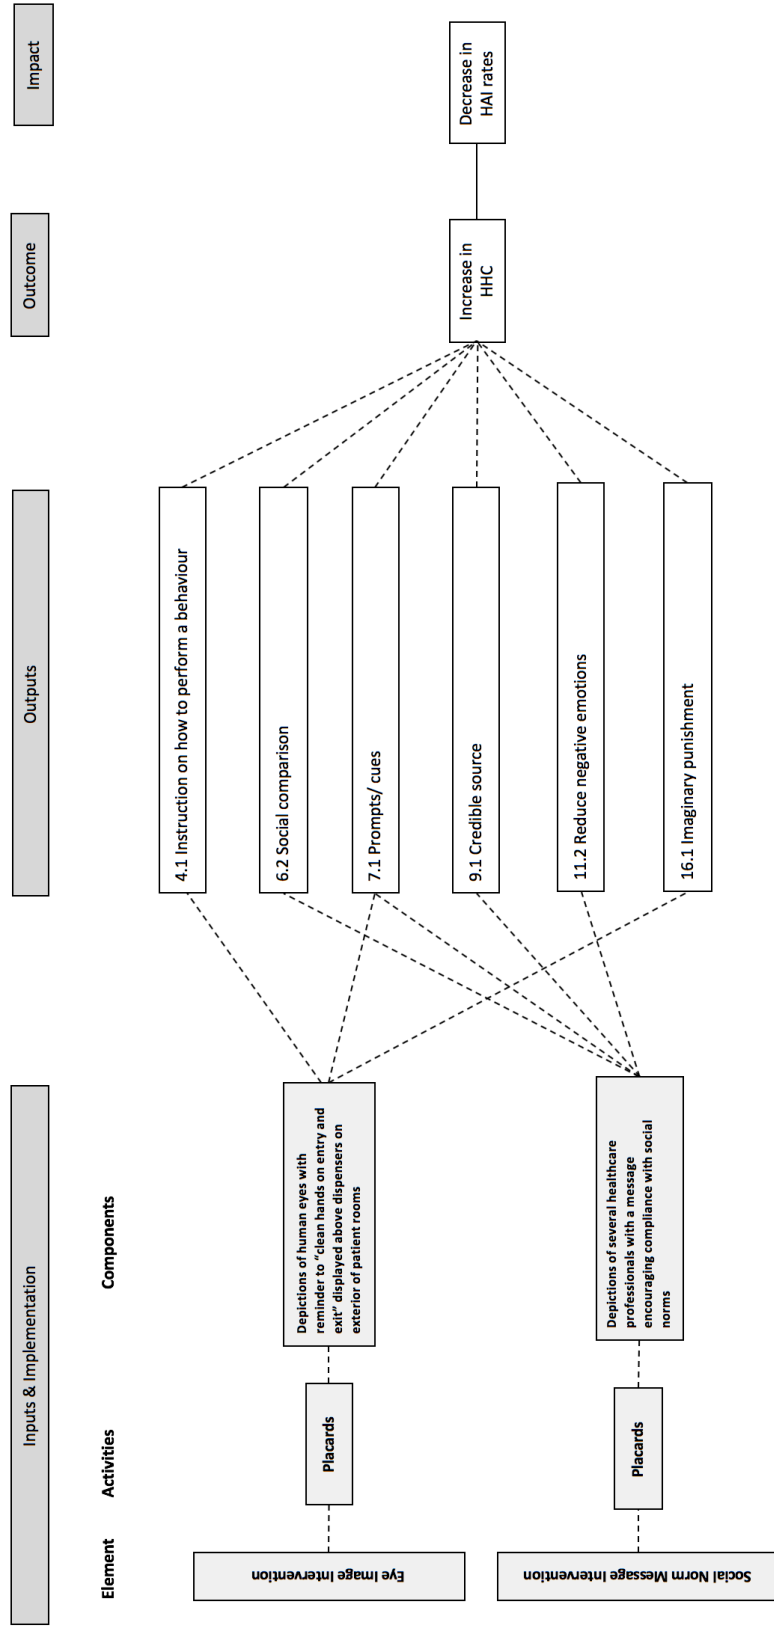 Inputs & Implementation
Outputs
Outcome
Impact
Element
Activities
Components
Eye Image Intervention
Placards
Depictions of human eyes with
reminder to “clean hands on entry and
exit” displayed above dispensers on
exterior of patient rooms
Social Norm Message Intervention
Placards
Depictions of several healthcare
professionals with a message
encouraging compliance with social
norms
4.1 Instruction on how to perform a behaviour
6.2 Social comparison
7.1 Prompts/ cues
9.1 Credible source
11.2 Reduce negative emotions
16.1 Imaginary punishment
Increase in
HHC
Decrease in
HAI rates